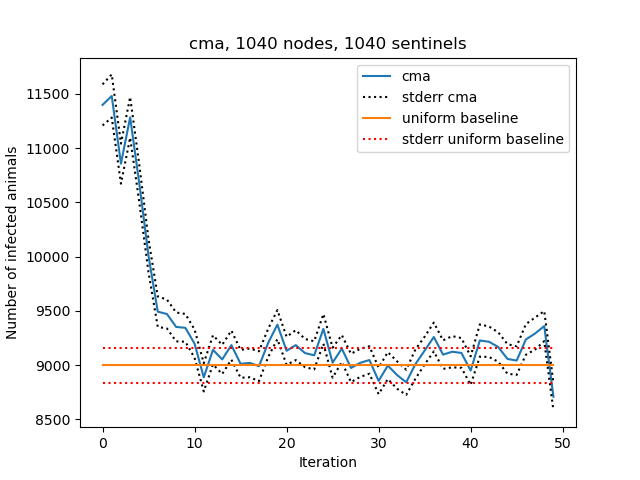 cma, 1040 nodes, 1040 sentinels
cma
stderr cma
uniform baseline
stderr uniform baseline
Number of infected animals
11500
11000
10500
10000
9500
9000
8500
0 10 20 30 40 50
Iteration